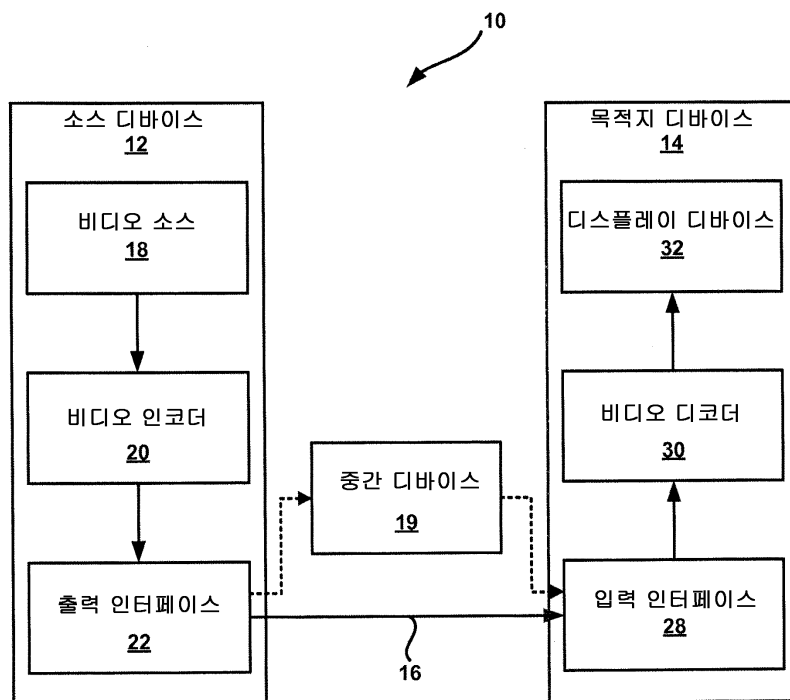 10
소스 디바이스
12
비디오 소스
18
비디오 인코더
20
출력 인터페이스
22
중간 디바이스
19
16
목적지 디바이스
14
디스플레이 디바이스
32
비디오 디코더
30
입력 인터페이스
28